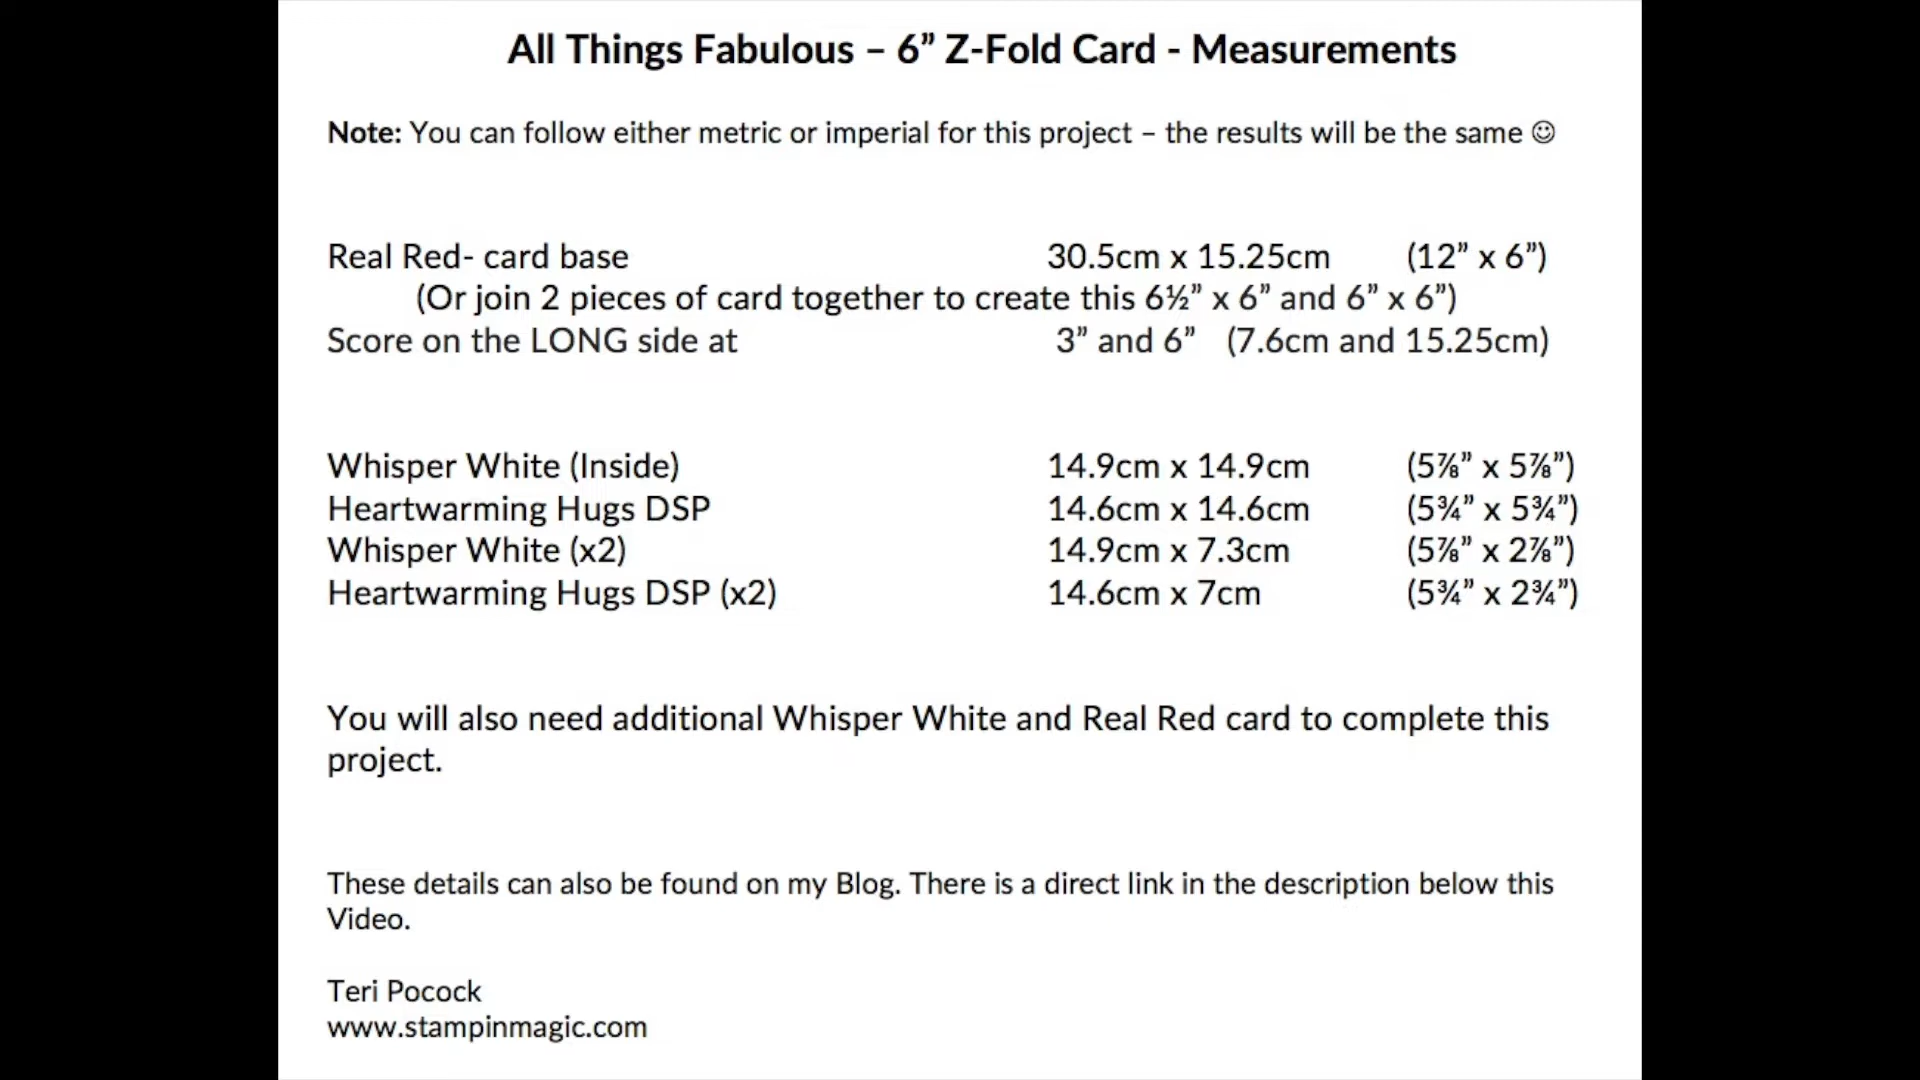 All Things Fabulous – 6” Z-Fold Card - Measurements
Note: You can follow either metric or imperial for this project – the results will be the same ☺
Real Red- card base 30.5cm x 15.25cm (12” x 6”)
(Or join 2 pieces of card together to create this 6½” x 6” and 6” x 6”)
Score on the LONG side at 3” and 6” (7.6cm and 15.25cm)
Whisper White (Inside) 14.9cm x 14.9cm (5⅞” x 5⅞”)
Heartwarming Hugs DSP 14.6cm x 14.6cm (5¾” x 5¾”)
Whisper White (x2) 14.9cm x 7.3cm (5⅞” x 2⅞”)
Heartwarming Hugs DSP (x2) 14.6cm x 7cm (5¾” x 2¾”)
You will also need additional Whisper White and Real Red card to complete this
project.
These details can also be found on my Blog. There is a direct link in the description below this
Video.
Teri Pocock
www.stampinmagic.com